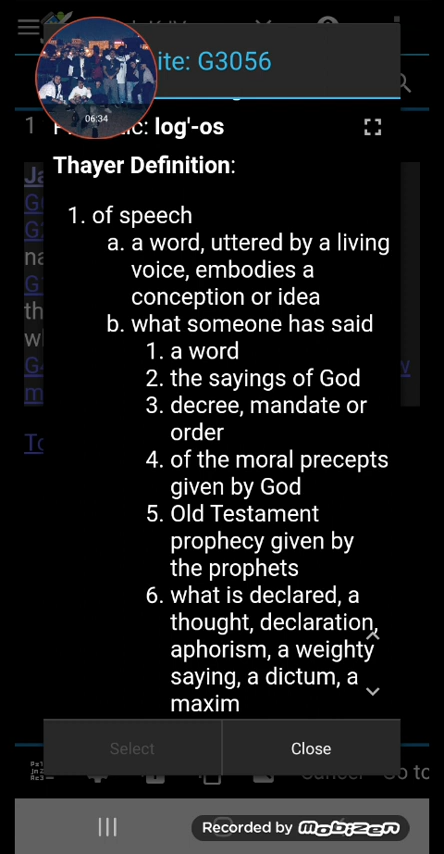 ite: G3056
06:34
1
log'-os
Thayer Definition:
1. of speech
a. a word, uttered by a living
voice, embodies a
conception or idea
b. what someone has said
1. a word
2. the sayings of God
3. decree, mandate or
order
4. of the moral precepts
given by God
5. Old Testament
prophecy given by
the prophets
6. what is declared, a
thought, declaration,
aphorism, a weighty
saying, a dictum, a
maxim
Select
Close
Recorded by Mobizen